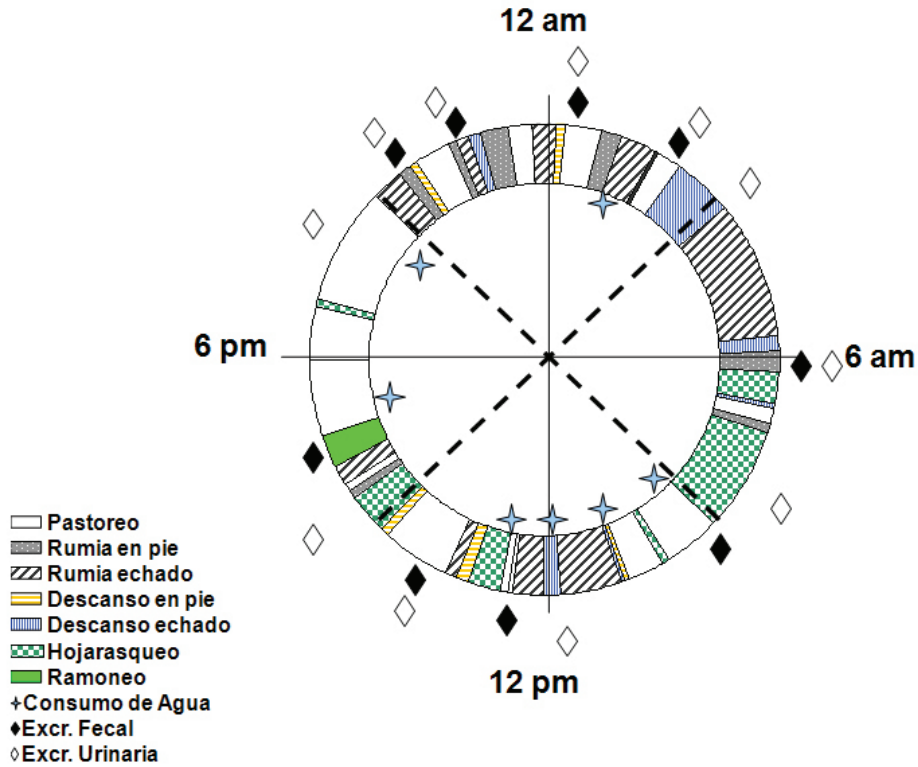 12 am
6 pm
6 am
12 pm
Pastoreo
Rumia en pie
Rumia echado
Descanso en pie
Descanso echado
Hojarasqueo
Ramoneo
Consumo de Agua
Excr. Fecal
Excr. Urinaria